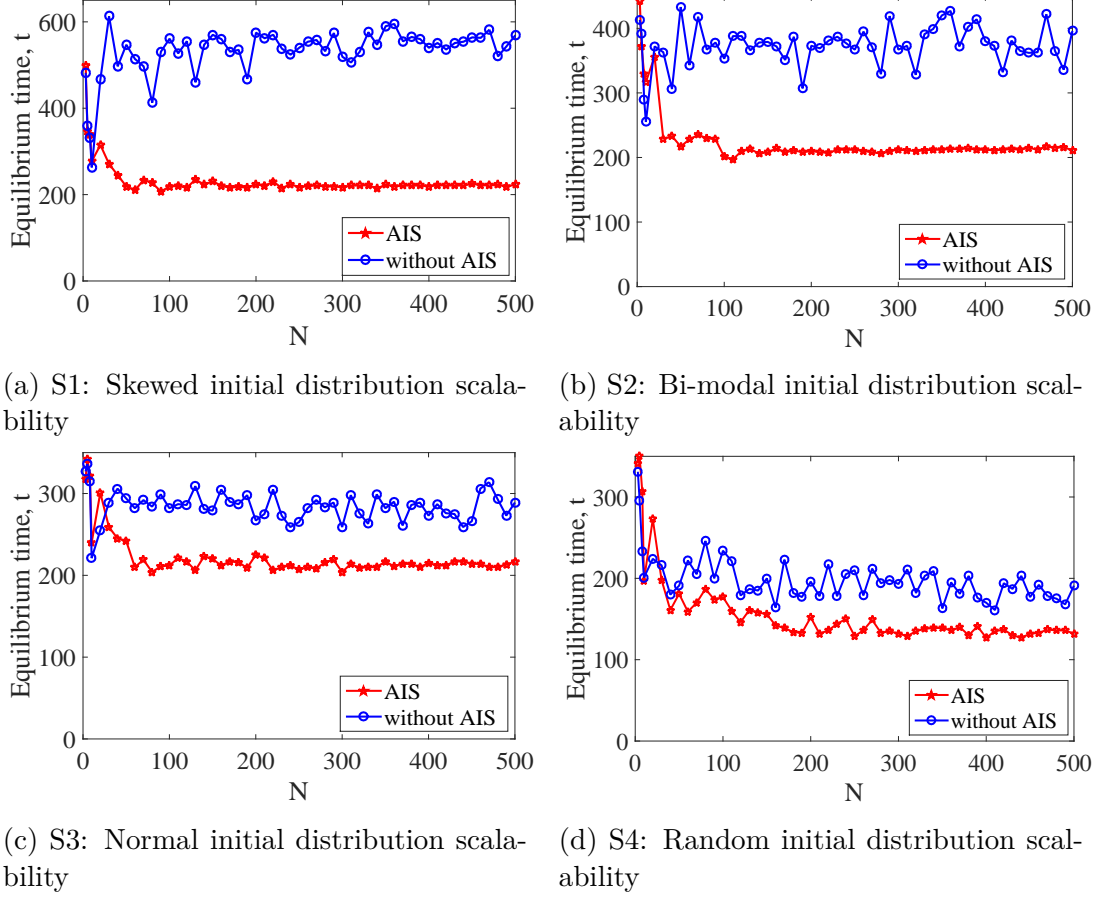 600
400
200
0
Equilibrium time, t
AIS
without AIS
0 100 200 300 400 500
N
(a) S1: Skewed initial distribution scala-
bility
400
300
200
100
0
Equilibrium time, t
AIS
without AIS
0 100 200 300 400 500
N
(b) S2: Bi-modal initial distribution scal-
ability
300
200
100
0
Equilibrium time, t
AIS
without AIS
0 100 200 300 400 500
N
(c) S3: Normal initial distribution scala-
bility
300
200
100
0
Equilibrium time, t
AIS
without AIS
0 100 200 300 400 500
N
(d) S4: Random initial distribution scal-
ability